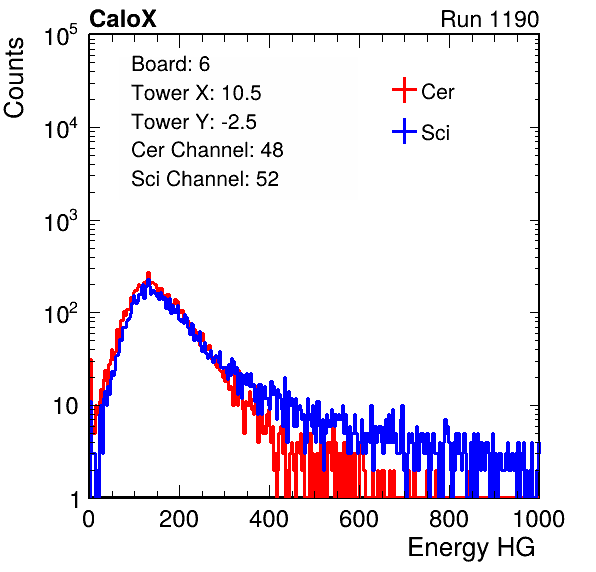 CaloX Run 1190
Counts
Board: 6
Tower X: 10.5
Tower Y: -2.5
Cer Channel: 48
Sci Channel: 52
Cer
Sci
10^5
10^4
10^3
10^2
10
1
0 200 400 600 800 1000
Energy HG